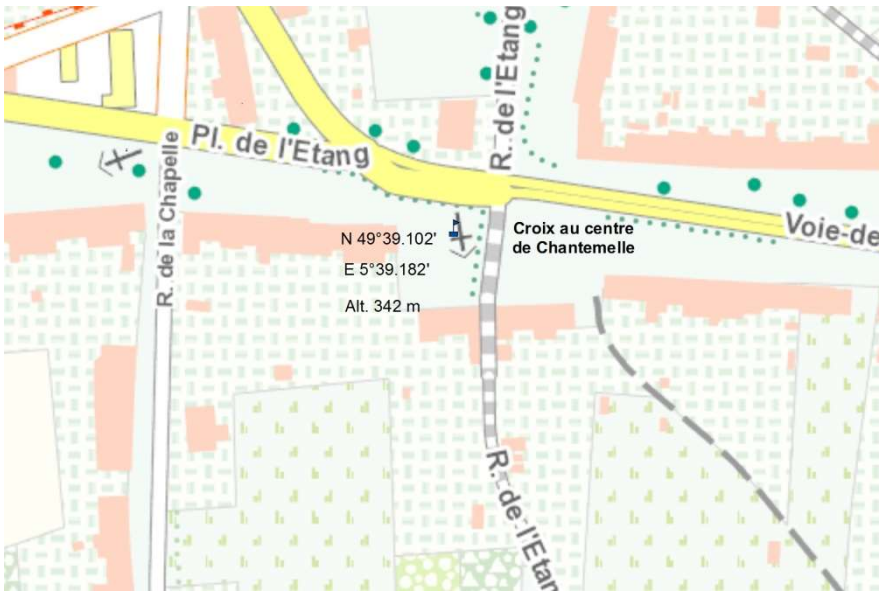 R. de l'Etang
Pl. de l'Etang
R. de la Chapelle
N 49°39.102'
E 5°39.182'
Alt. 342 m
Croix au centre
de Chantemelle
Voie-de
R. de l'Etan